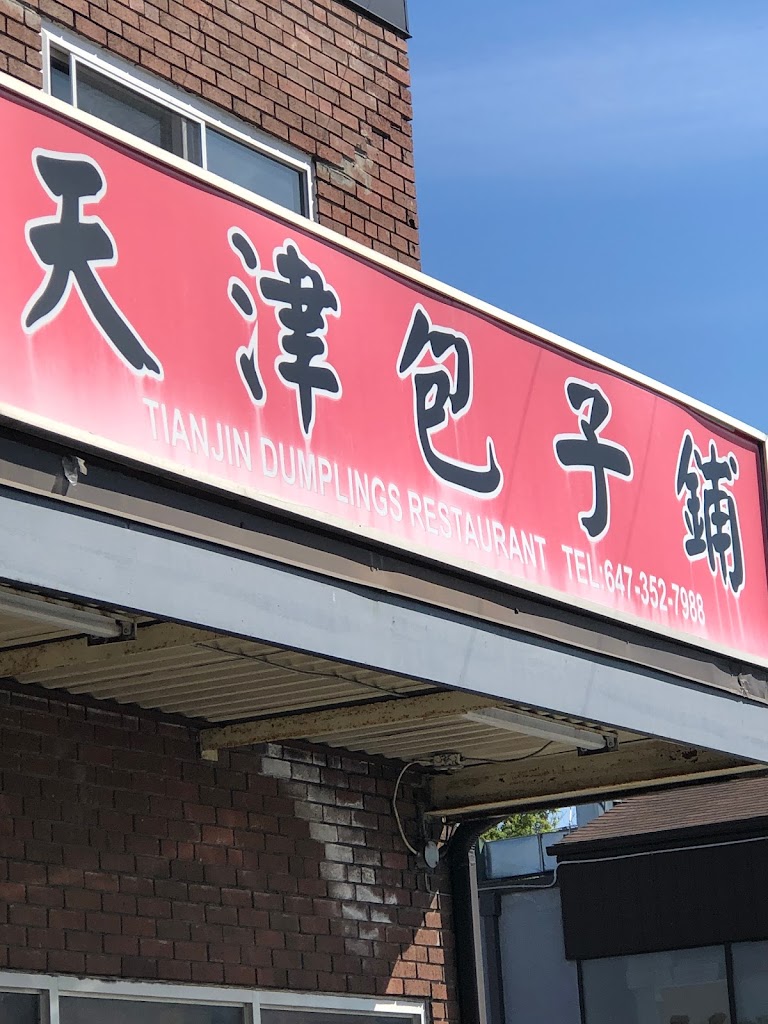 天津包子鋪
TIANJIN DUMPLINGS RESTAURANT TEL:647-352-7988